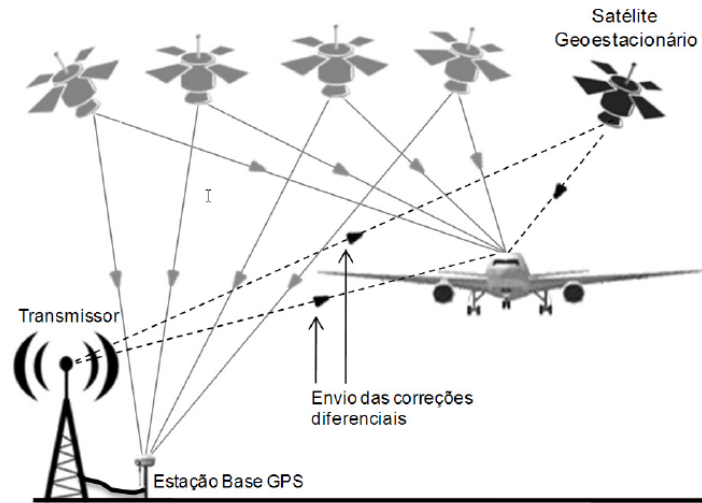 Satélite
Geoestacionário
Transmissor
Envio das correções
diferenciais
Estação Base GPS